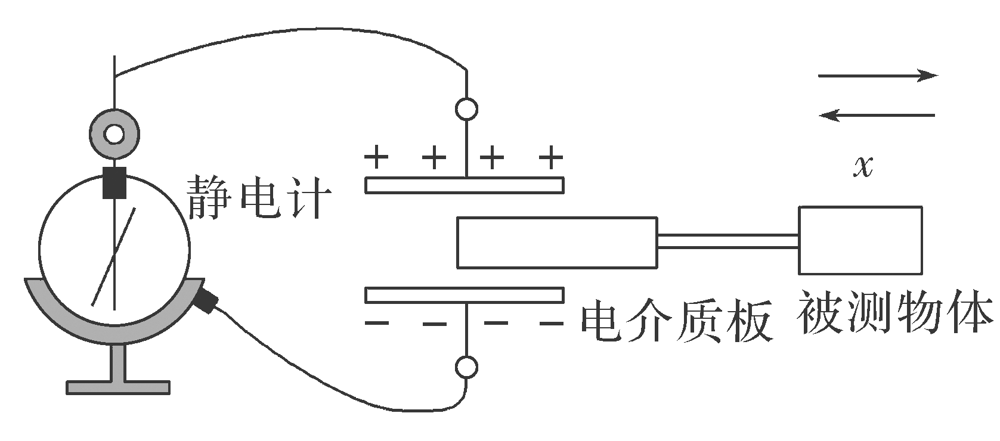 静电计
+ + + +
x
− − − −
电介质板
被测物体